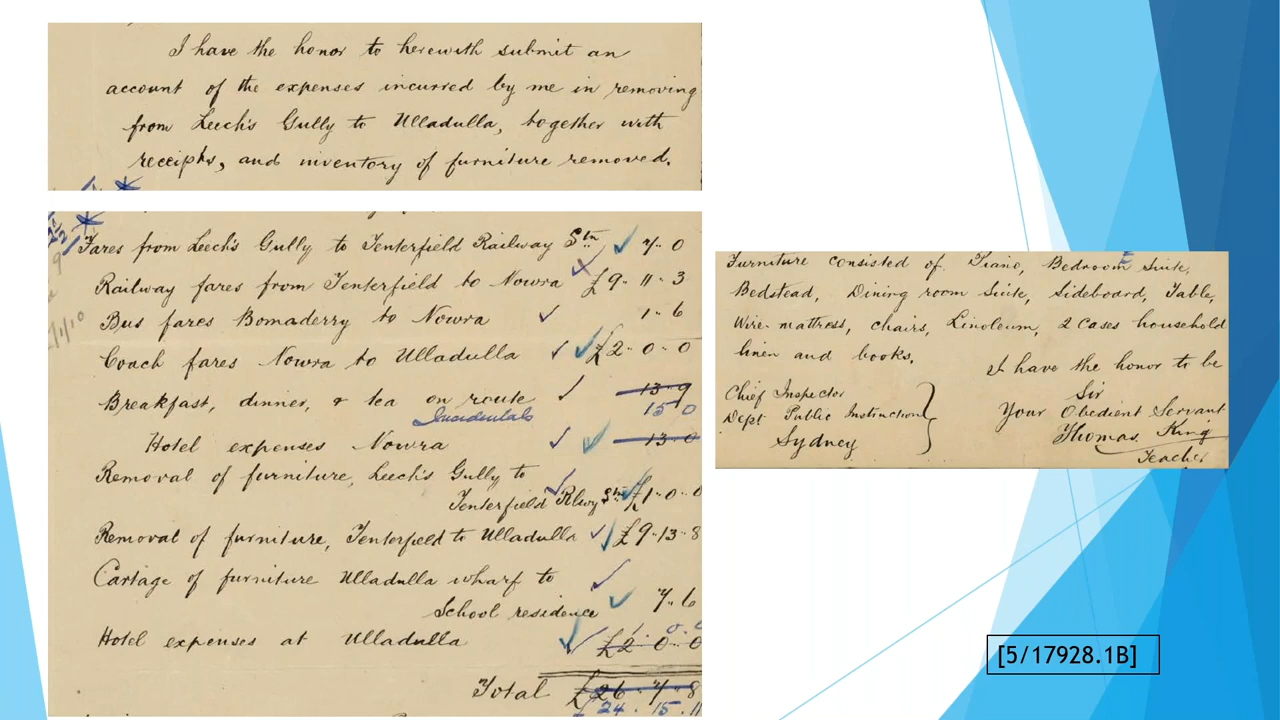 I have the honor to herewith submit an
account of the expenses incurred by me in removing
from Leech's Gully to Ulladulla, together with
receipts, and inventory of furniture removed.
Fares from Leech's Gully to Tenterfield Railway Stn 7.. 0
Railway fares from Tenterfield to Nowra £9.. 11.. 3
Bus fares Bomaderry to Nowra 1.. 6
Coach fares Nowra to Ulladulla £2.. 0.. 0
Breakfast, dinner, & tea on route 13.. 9
Incidentals 15 0
Hotel expenses Nowra 13.. 0
Removal of furniture, Leech's Gully to
Tenterfield Rlwy Stn £1.. 0.. 0
Removal of furniture, Tenterfield to Ulladulla £9.. 13.. 8
Cartage of furniture Ulladulla wharf to
School residence 7.. 6
Hotel expenses at Ulladulla £2.. 0.. 0
Total £26.. 7.. 8
£24. 15. 11
Furniture consisted of Piano, Bedroom Suite,
Bedstead, Dining room Suite, Sideboard, Table,
Wire-mattress, chairs, Linoleum, 2 Cases household
linen and books.
I have the honor to be
Sir
Your Obedient Servant
Thomas King
Teacher
Chief Inspector
Dept Public Instruction
Sydney
[5/17928.1B]